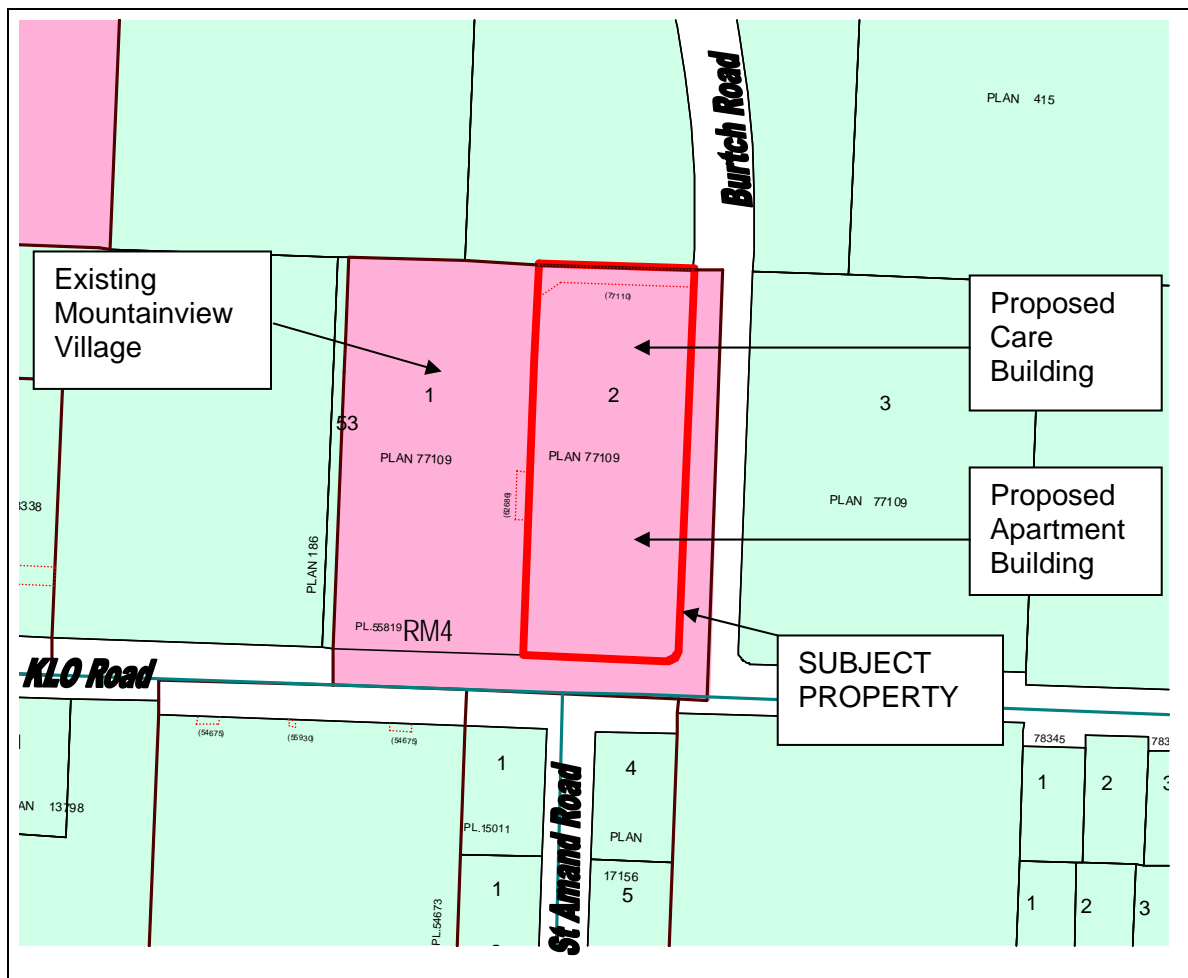 PLAN 415
Burtch Road
Existing
Mountainview
Village
Proposed
Care
Building
(77110)
1
2
3
53
PLAN 77109
PLAN 77109
PLAN 77109
(62686)
Proposed
Apartment
Building
3338
PLAN 186
PL.55819
RM4
SUBJECT
PROPERTY
KLO Road
(54675)
(55930)
(54675)
78345
783
1
4
1
2
3
AN 13798
PL.15011
PLAN
17156
1
5
1
2
3
PL.54673
St Amand Road